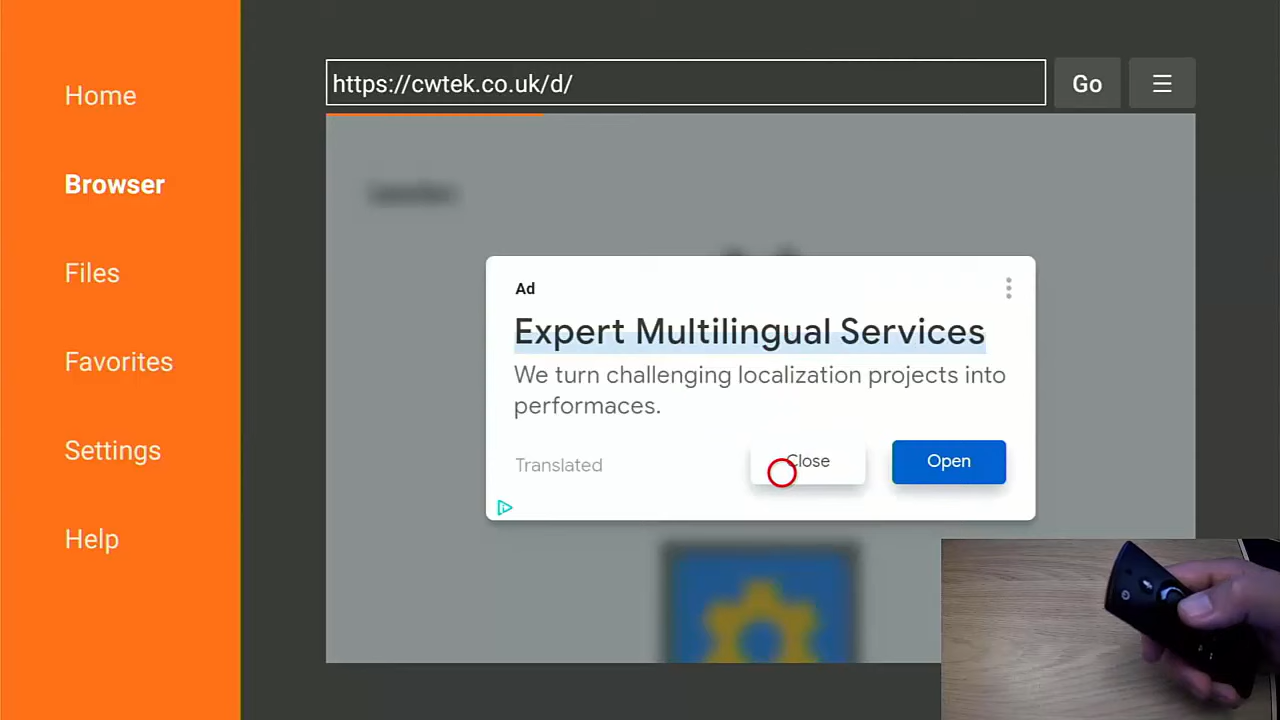 Home
Browser
Files
Favorites
Settings
Help
https://cwtek.co.uk/d/
Go
Ad
Expert Multilingual Services
We turn challenging localization projects into
performaces.
Translated
Close
Open